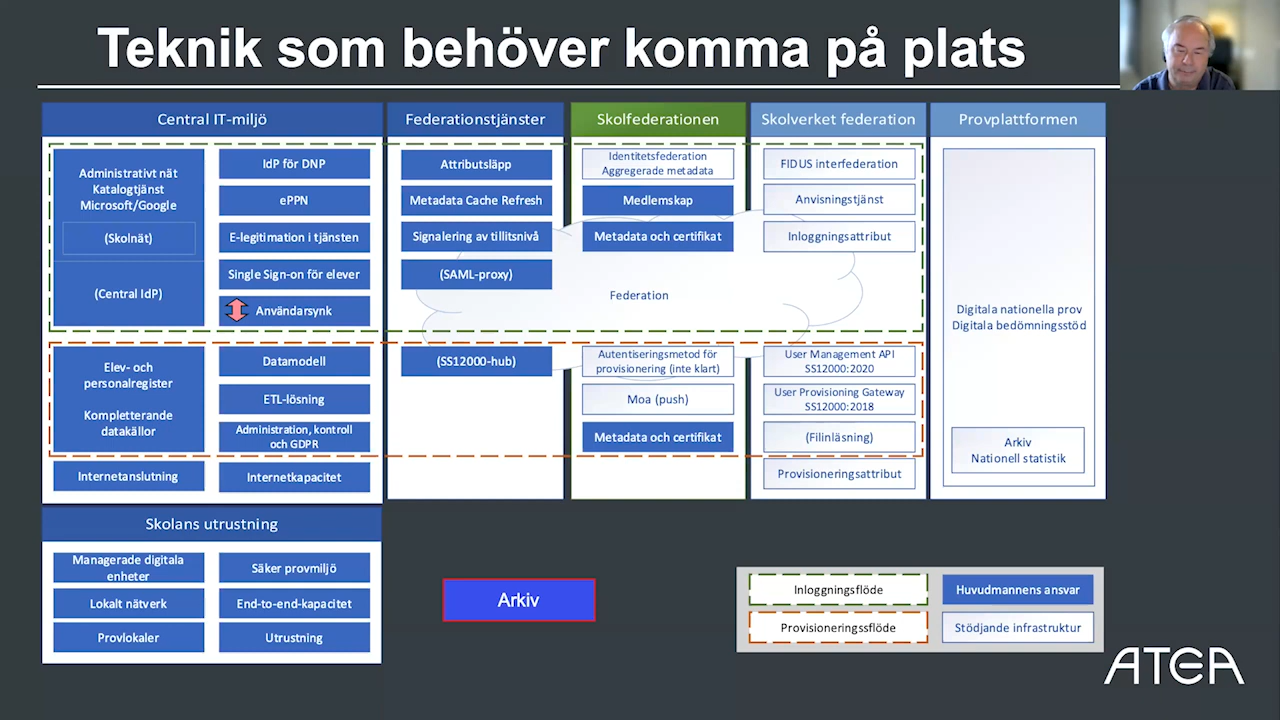 Teknik som behöver komma på plats
Central IT-miljö
Administrativt nät
Katalogtjänst
Microsoft/Google
(Skolnät)
(Central IdP)
IdP för DNP
ePPN
E-legitimation i tjänsten
Single Sign-on för elever
Användarsynk
Elev- och
personalregister
Kompletterande
datakällor
Datamodell
ETL-lösning
Administration, kontroll
och GDPR
Internetanslutning
Internetkapacitet
Federationstjänster
Attributsläpp
Metadata Cache Refresh
Signalering av tillitsnivå
(SAML-proxy)
(SS12000-hub)
Skolfederationen
Identitetsfederation
Aggregerade metadata
Medlemskap
Metadata och certifikat
Federation
Autentiseringsmetod för
provisionering (inte klart)
Moa (push)
Metadata och certifikat
Skolverket federation
FIDUS interfederation
Anvisningstjänst
Inloggningsattribut
User Management API
SS12000:2020
User Provisioning Gateway
SS12000:2018
(Filinläsning)
Provisioneringsattribut
Provplattformen
Digitala nationella prov
Digitala bedömningsstöd
Arkiv
Nationell statistik
Skolans utrustning
Managerade digitala
enheter
Säker provmiljö
Lokalt nätverk
End-to-end-kapacitet
Provlokaler
Utrustning
Arkiv
Inloggningsflöde
Huvudmannens ansvar
Provisioneringssflöde
Stödjande infrastruktur
ATEA